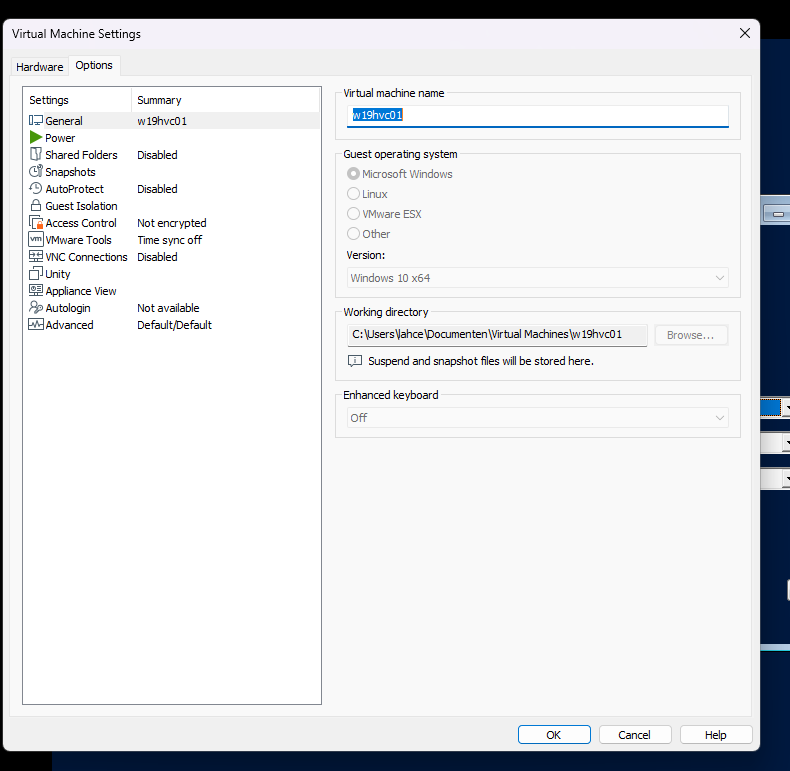 Virtual Machine Settings
Hardware Options
Settings Summary
General w19hvc01
Power
Shared Folders Disabled
Snapshots
AutoProtect Disabled
Guest Isolation
Access Control Not encrypted
vm VMware Tools Time sync off
VNC Connections Disabled
Unity
Appliance View
Autologin Not available
Advanced Default/Default
Virtual machine name
w19hvc01
Guest operating system
Microsoft Windows
Linux
VMware ESX
Other
Version:
Windows 10 x64
Working directory
C:\Users\lahce\Documenten\Virtual Machines\w19hvc01 Browse...
Suspend and snapshot files will be stored here.
Enhanced keyboard
Off
OK Cancel Help